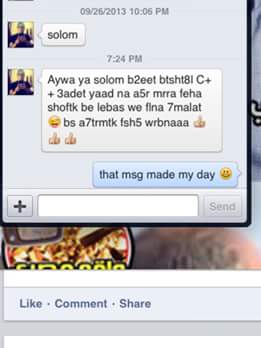 09/26/2013 10:06 PM
solom
7:24 PM
Aywa ya solom b2eet btsht8l C+
+ 3adet yaad na a5r mrra feha
shoftk be lebas we flna 7malat
😅 bs a7trmtk fsh5 wrbnaaa 👍
👍 👍
that msg made my day 😊
Send
Like · Comment · Share